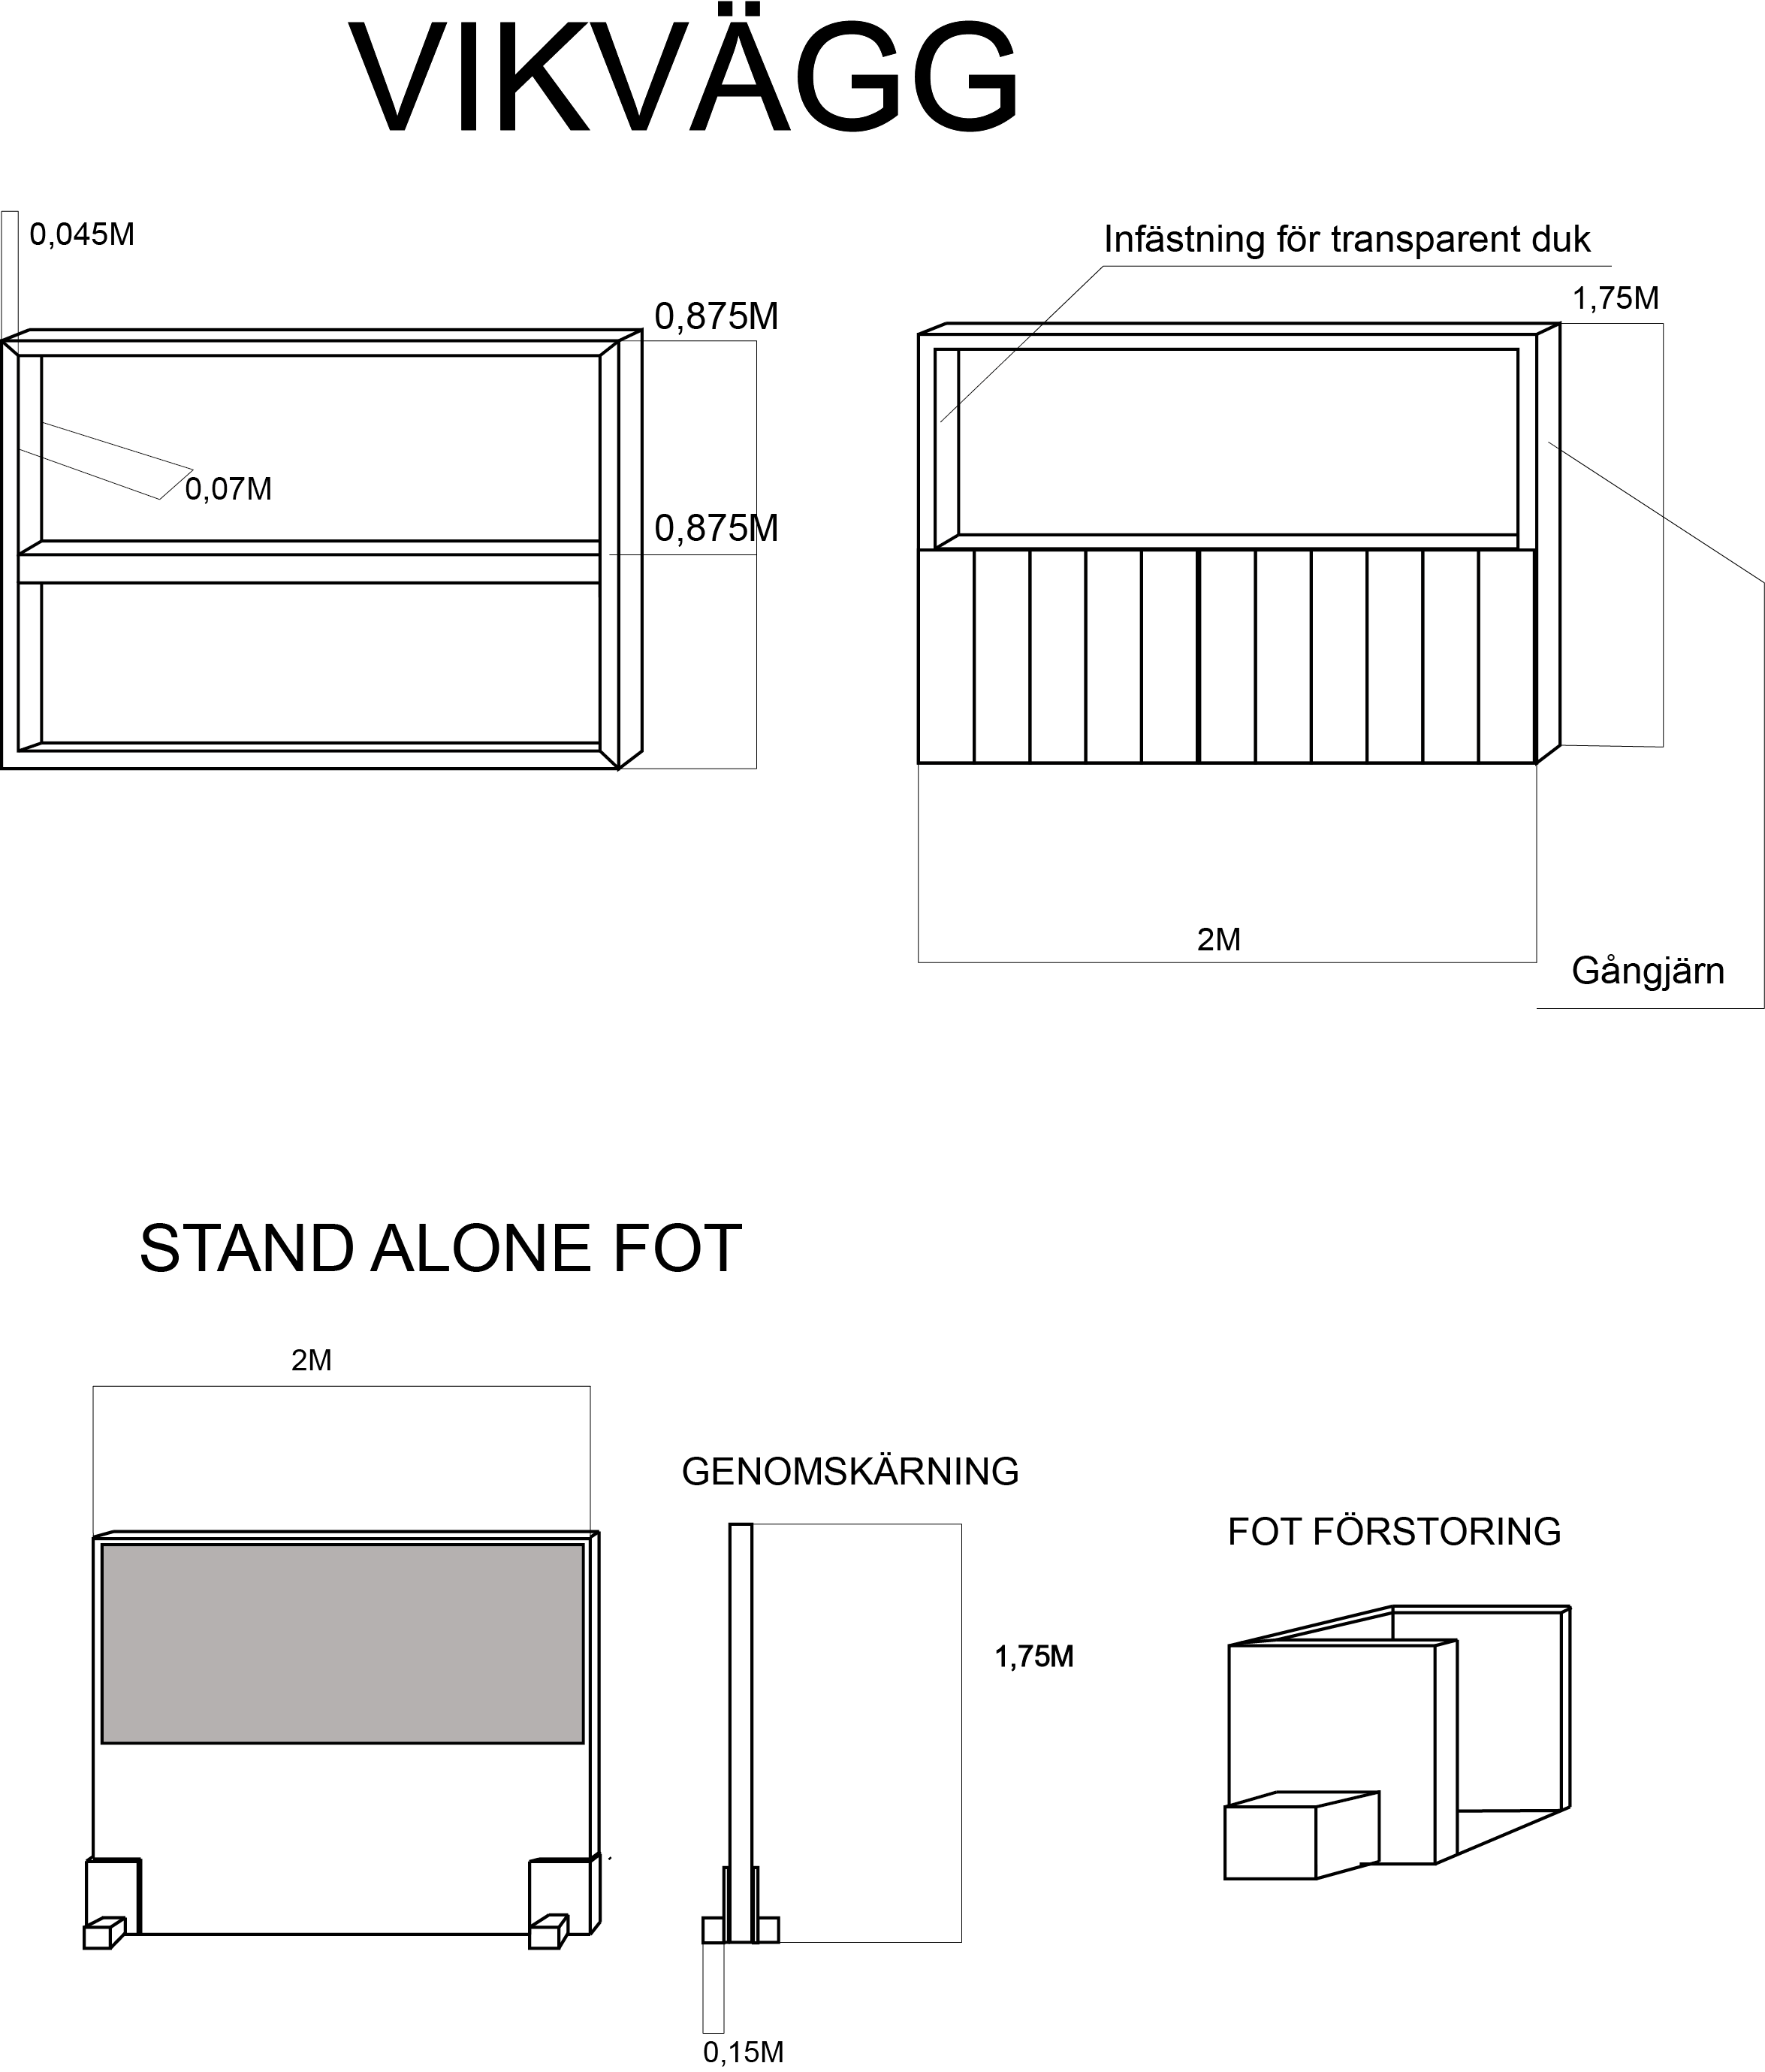 VIKVÄGG
0,045M
Infästning för transparent duk
0,875M
1,75M
0,07M
0,875M
2M
Gångjärn
STAND ALONE FOT
2M
GENOMSKÄRNING
FOT FÖRSTORING
1,75M
0,15M